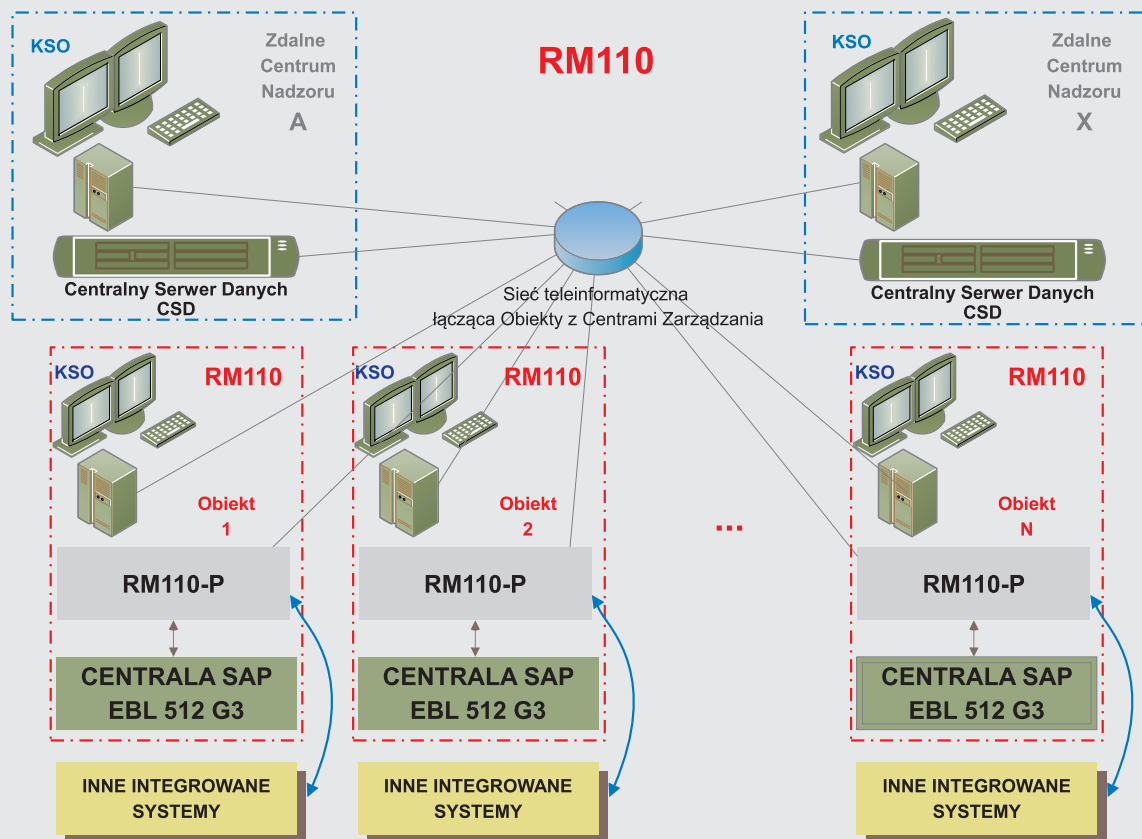 RM110
KSO
Zdalne
Centrum
Nadzoru
A
Centralny Serwer Danych
CSD
KSO
Zdalne
Centrum
Nadzoru
X
Centralny Serwer Danych
CSD
Sieć teleinformatyczna
łącząca Obiekty z Centrami Zarządzania
KSO
RM110
Obiekt
1
RM110-P
CENTRALA SAP
EBL 512 G3
INNE INTEGROWANE
SYSTEMY
KSO
RM110
Obiekt
2
RM110-P
CENTRALA SAP
EBL 512 G3
INNE INTEGROWANE
SYSTEMY
...
KSO
RM110
Obiekt
N
RM110-P
CENTRALA SAP
EBL 512 G3
INNE INTEGROWANE
SYSTEMY